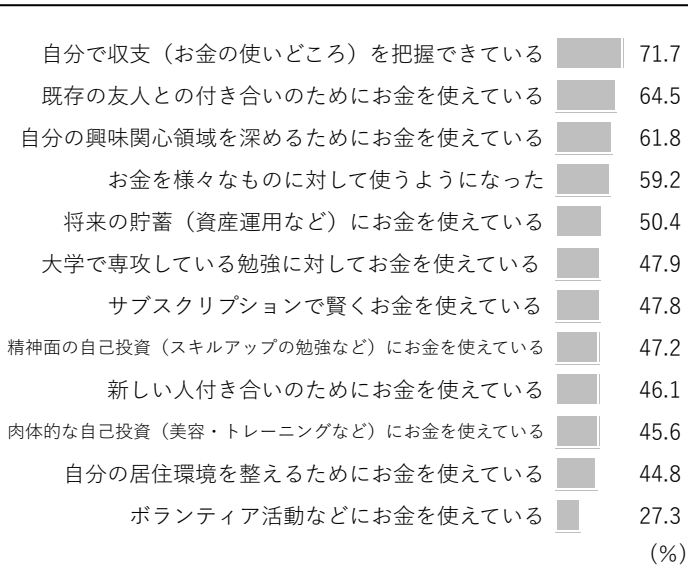 自分で収支（お金の使いどころ）を把握できている 71.7
既存の友人との付き合いのためにお金を使えている 64.5
自分の興味関心領域を深めるためにお金を使えている 61.8
お金を様々なものに対して使うようになった 59.2
将来の貯蓄（資産運用など）にお金を使えている 50.4
大学で専攻している勉強に対してお金を使えている 47.9
サブスクリプションで賢くお金を使えている 47.8
精神面の自己投資（スキルアップの勉強など）にお金を使えている 47.2
新しい人付き合いのためにお金を使えている 46.1
肉体的な自己投資（美容・トレーニングなど）にお金を使えている 45.6
自分の居住環境を整えるためにお金を使えている 44.8
ボランティア活動などにお金を使えている 27.3
(%)